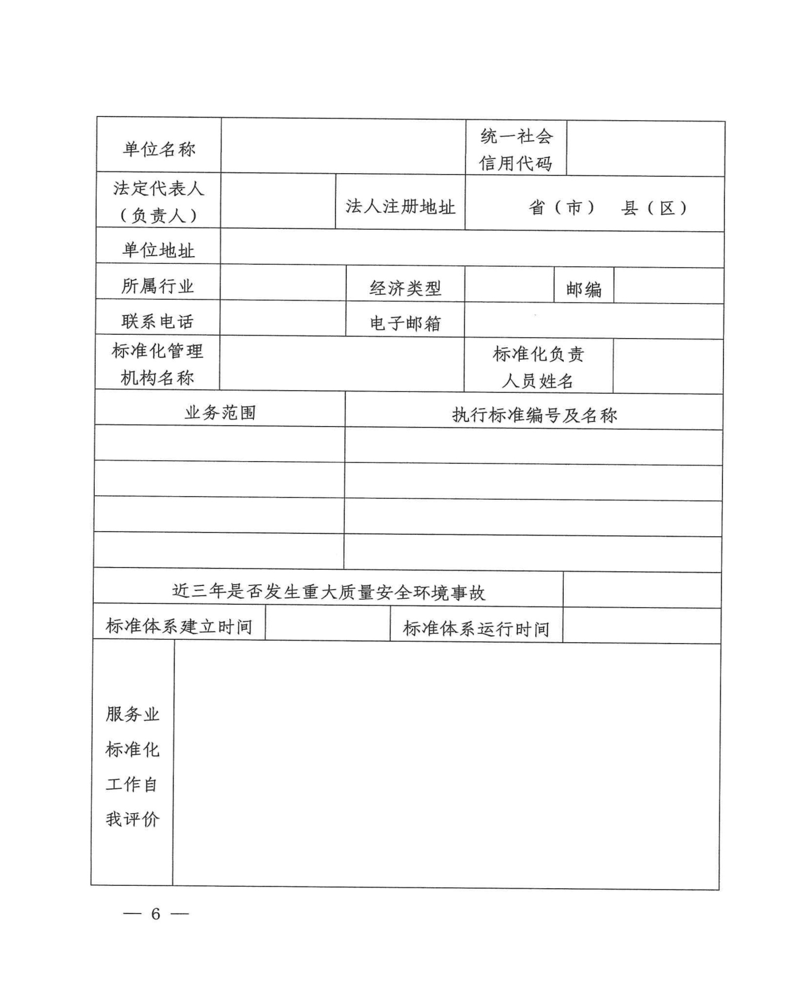 单位名称
统一社会
信用代码
法定代表人
（负责人）
法人注册地址
省（市） 县（区）
单位地址
所属行业
经济类型
邮编
联系电话
电子邮箱
标准化管理
机构名称
标准化负责
人员姓名
业务范围
执行标准编号及名称
近三年是否发生重大质量安全环境事故
标准体系建立时间
标准体系运行时间
服务业
标准化
工作自
我评价
— 6 —